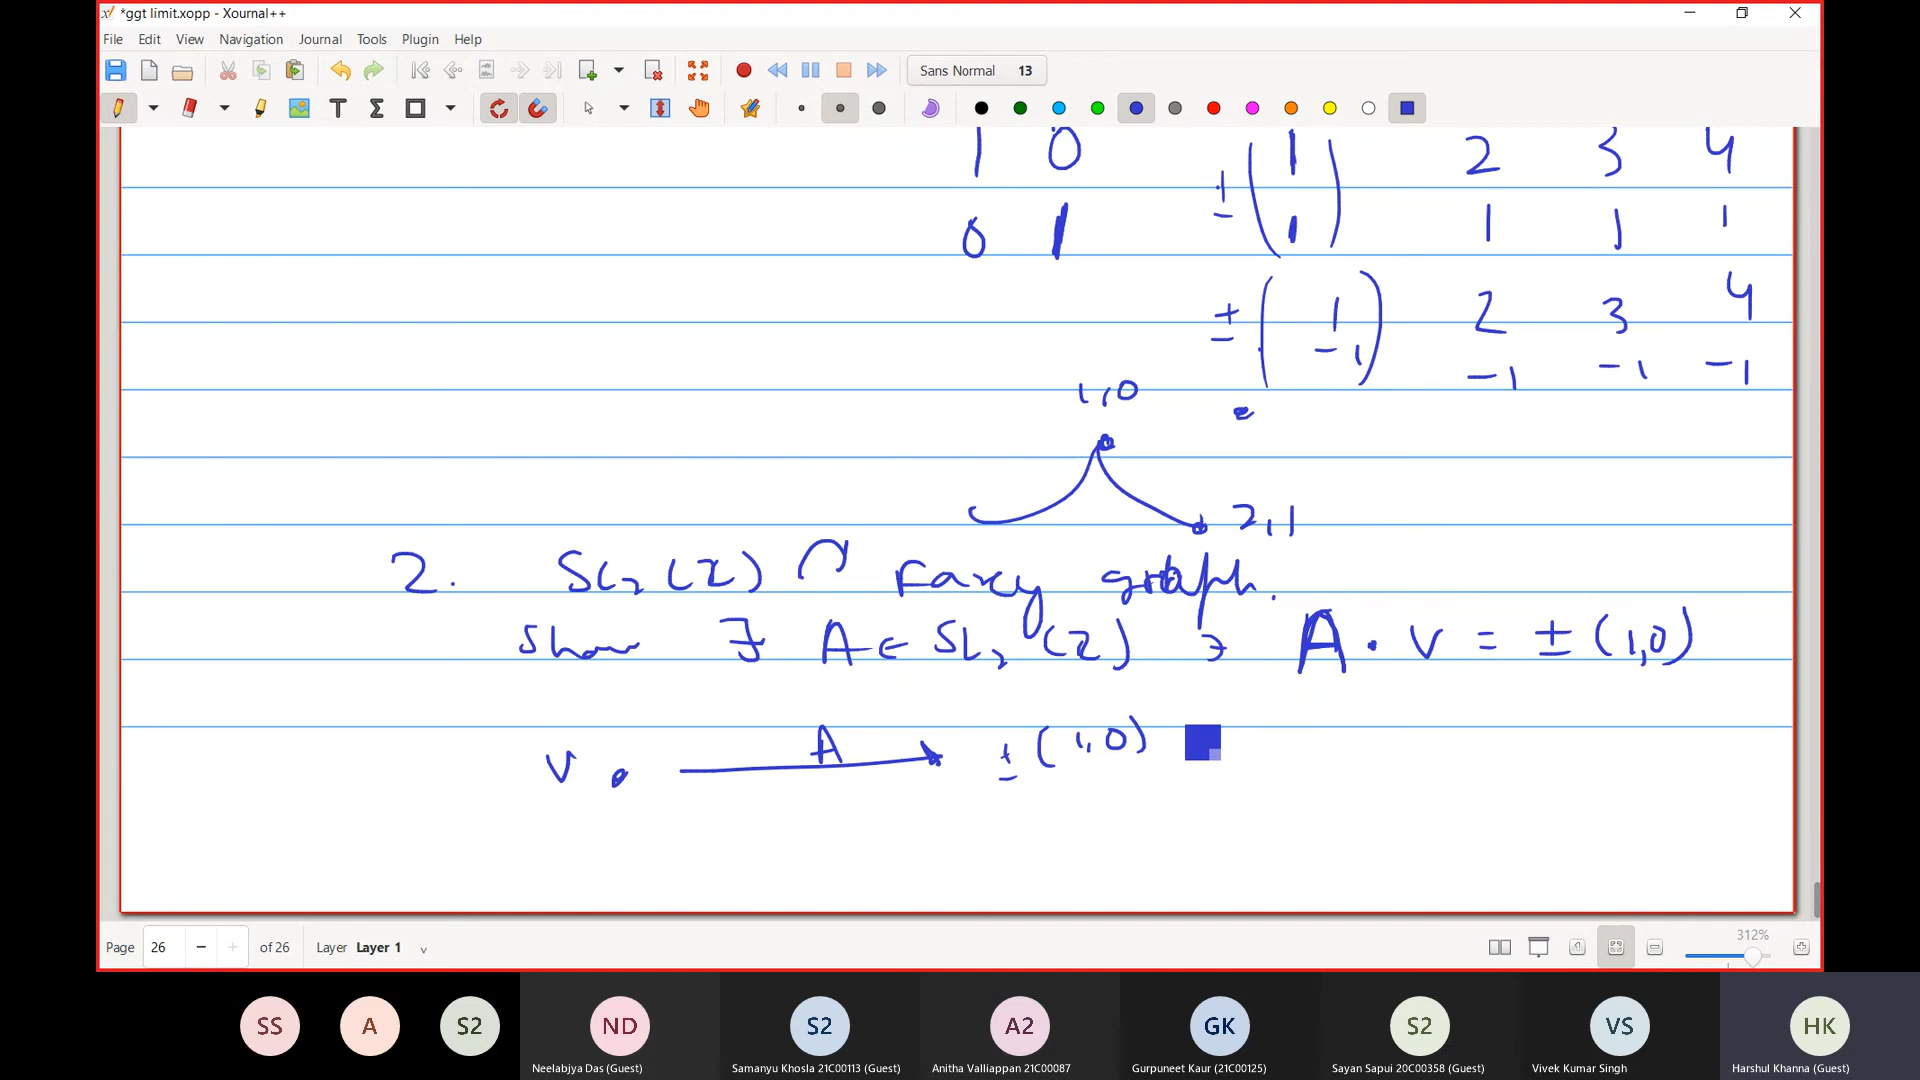 *ggt limit.xopp - Xournal++
File Edit View Navigation Journal Tools Plugin Help
Sans Normal 13
1 0 ± ( 1 2 3 4
0 1 1 ) 1 1 1
± ( 1 2 3 4
-1 ) -1 -1 -1
1,0
2,1
2. SL₂(Z) ↷ Farey graph.
Show ∃ A ∈ SL₂(Z) ∋ A · v = ± (1,0)
v A ± (1,0)
Page 26 of 26 Layer Layer 1 312%
SS A S2 ND S2 A2 GK S2 VS HK
Neelabjya Das (Guest) Samanyu Khosla 21C00113 (Guest) Anitha Valliappan 21C00087 Gurpuneet Kaur (21C00125) Sayan Sapui 20C00358 (Guest) Vivek Kumar Singh Harshul Khanna (Guest)